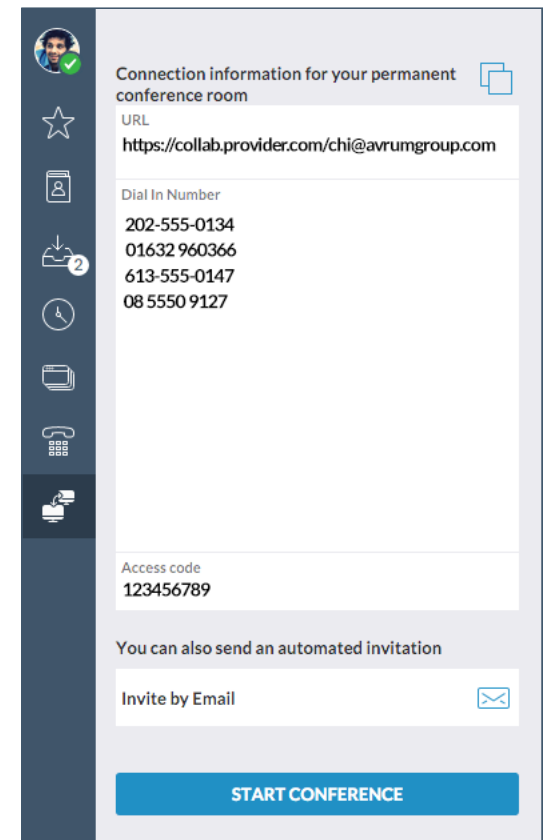 Connection information for your permanent
conference room
URL
https://collab.provider.com/chi@avrumgroup.com
Dial In Number
202-555-0134
01632 960366
613-555-0147
08 5550 9127
2
Access code
123456789
You can also send an automated invitation
Invite by Email
START CONFERENCE